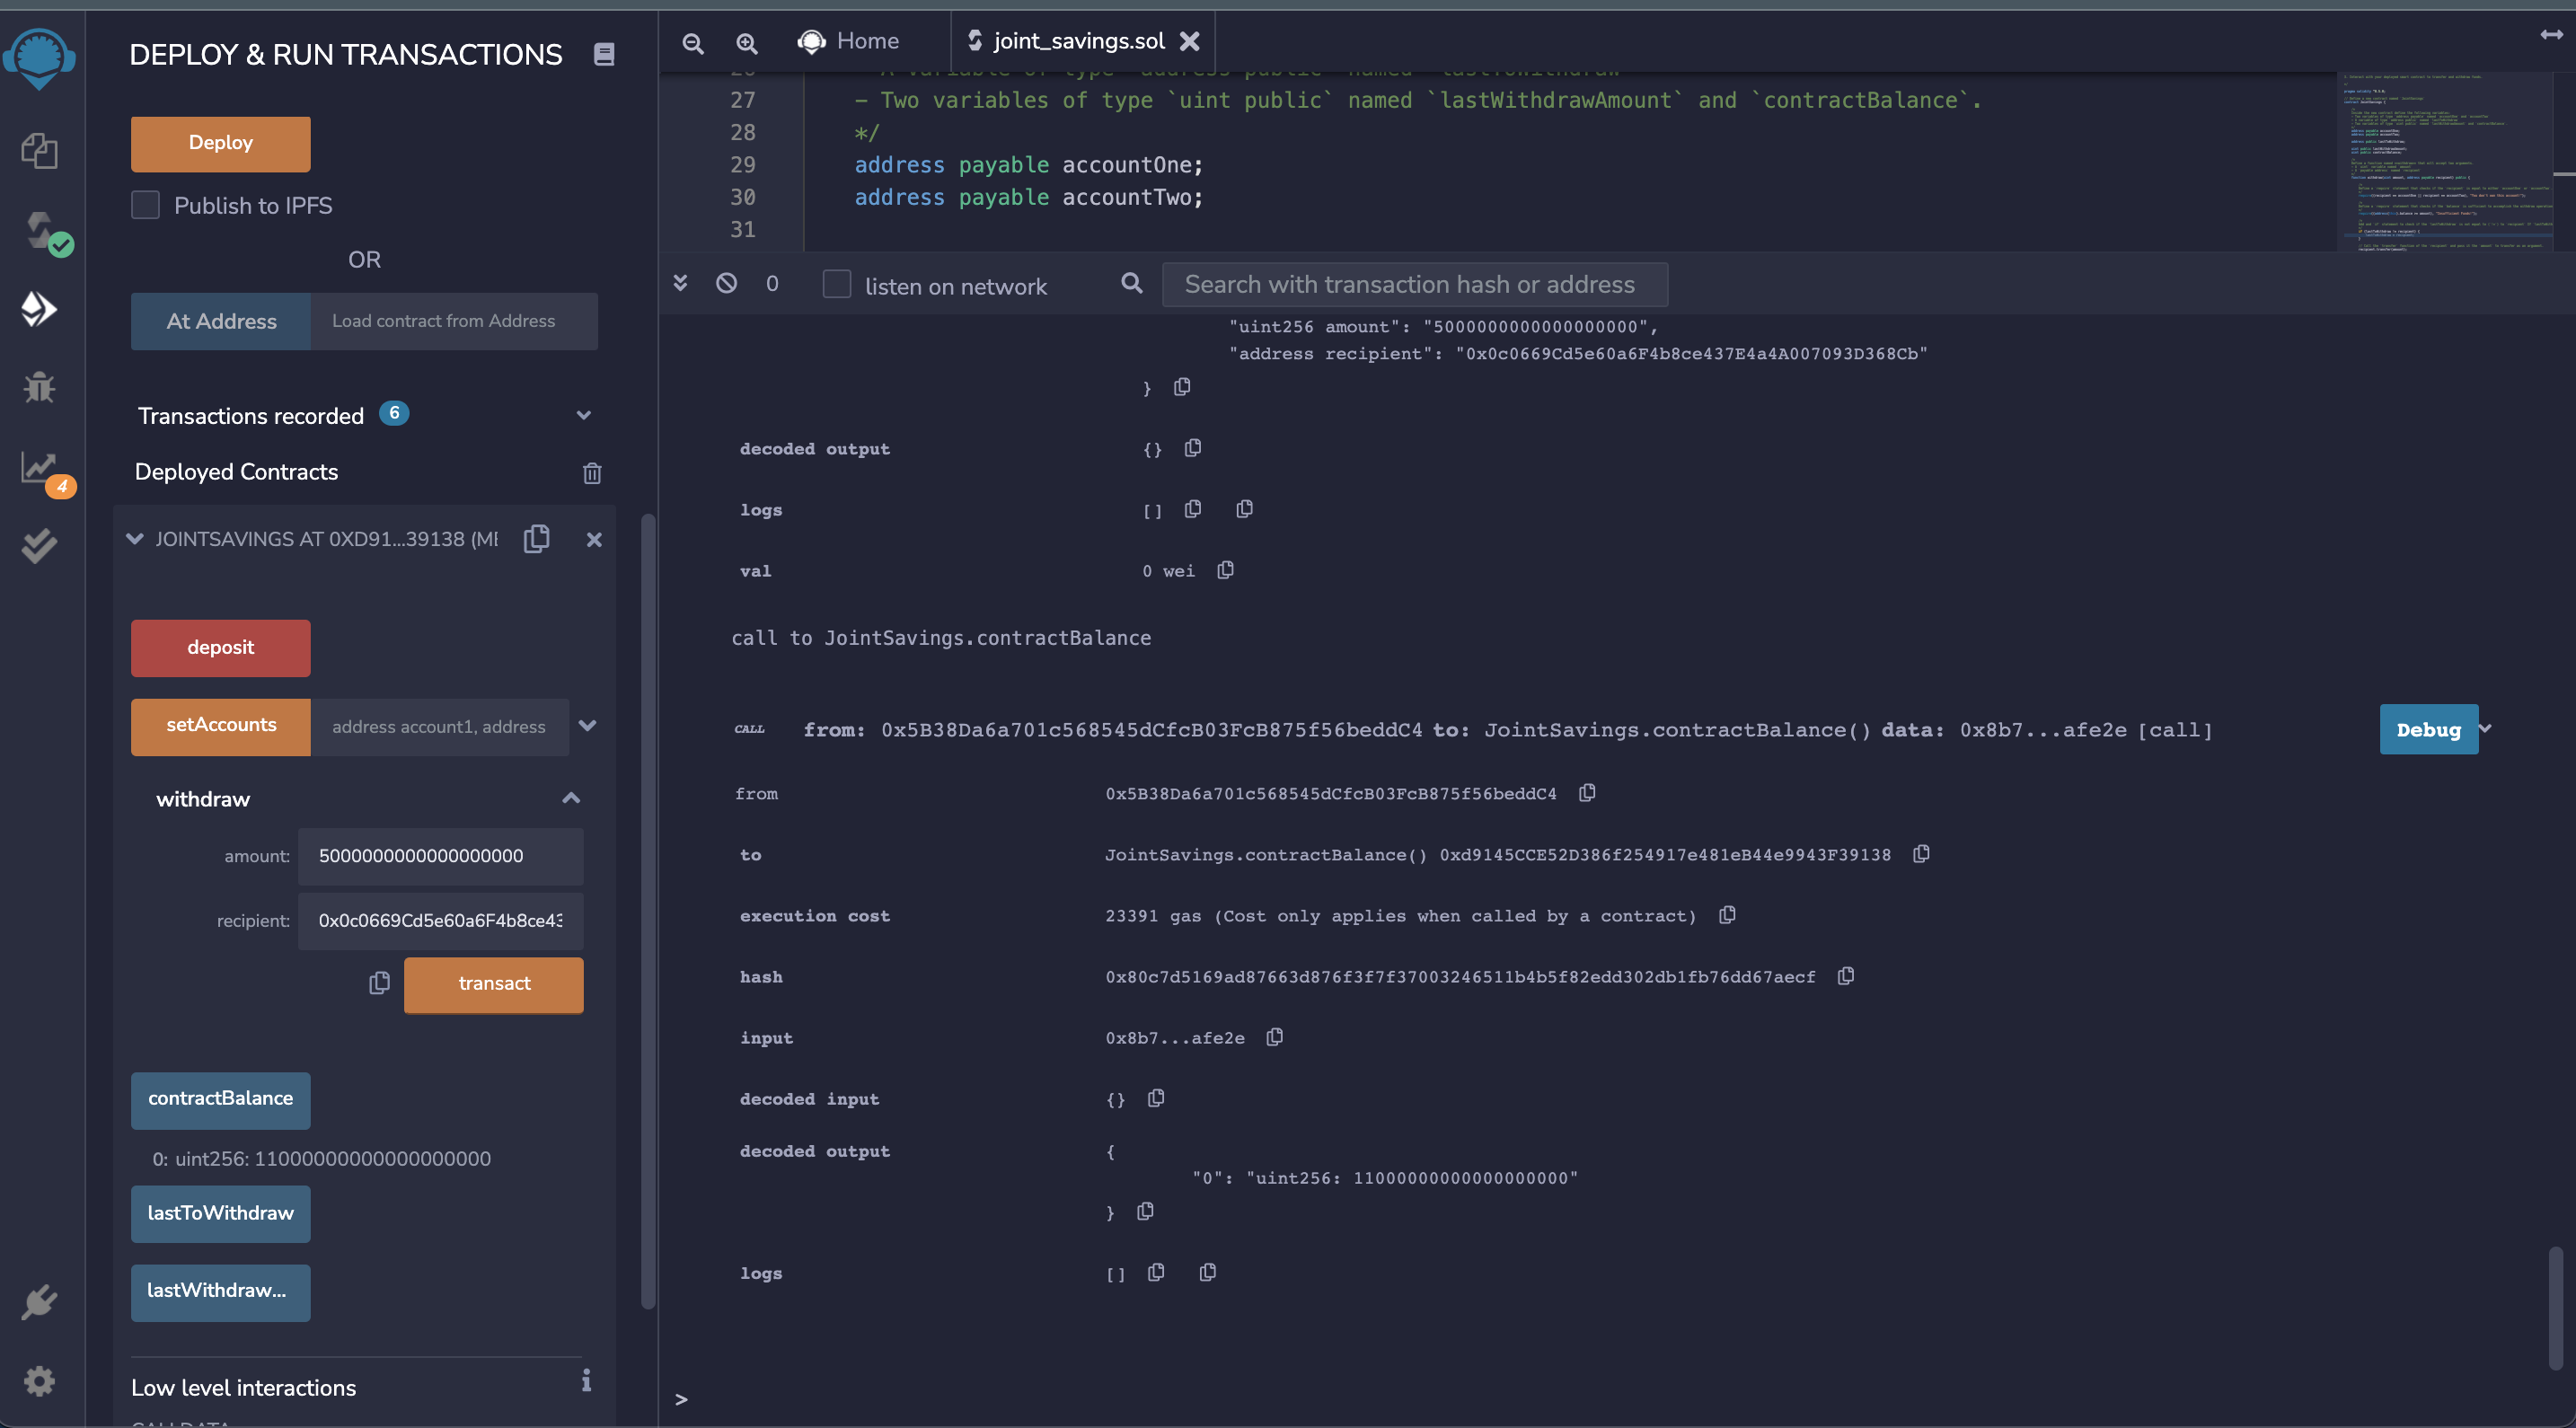 DEPLOY & RUN TRANSACTIONS
Deploy
Publish to IPFS
OR
At Address
Load contract from Address
Transactions recorded 6
Deployed Contracts
4
JOINTSAVINGS AT 0XD91...39138 (ME
deposit
setAccounts
address account1, address
withdraw
amount: 5000000000000000000
recipient: 0x0c0669Cd5e60a6F4b8ce43
transact
contractBalance
0: uint256: 11000000000000000000
lastToWithdraw
lastWithdraw...
Low level interactions
CALLDATA
Home
joint_savings.sol
27 - Two variables of type `uint public` named `lastWithdrawAmount` and `contractBalance`.
28 */
29 address payable accountOne;
30 address payable accountTwo;
31
0 listen on network
Search with transaction hash or address
"uint256 amount": "5000000000000000000",
"address recipient": "0x0c0669Cd5e60a6F4b8ce437E4a4A007093D368Cb"
}
decoded output {}
logs []
val 0 wei
call to JointSavings.contractBalance
CALL from: 0x5B38Da6a701c568545dCfcB03FcB875f56beddC4 to: JointSavings.contractBalance() data: 0x8b7...afe2e [call]
Debug
from 0x5B38Da6a701c568545dCfcB03FcB875f56beddC4
to JointSavings.contractBalance() 0xd9145CCE52D386f254917e481eB44e9943F39138
execution cost 23391 gas (Cost only applies when called by a contract)
hash 0x80c7d5169ad87663d876f3f7f37003246511b4b5f82edd302db1fb76dd67aecf
input 0x8b7...afe2e
decoded input {}
decoded output {
"0": "uint256: 11000000000000000000"
}
logs []
>